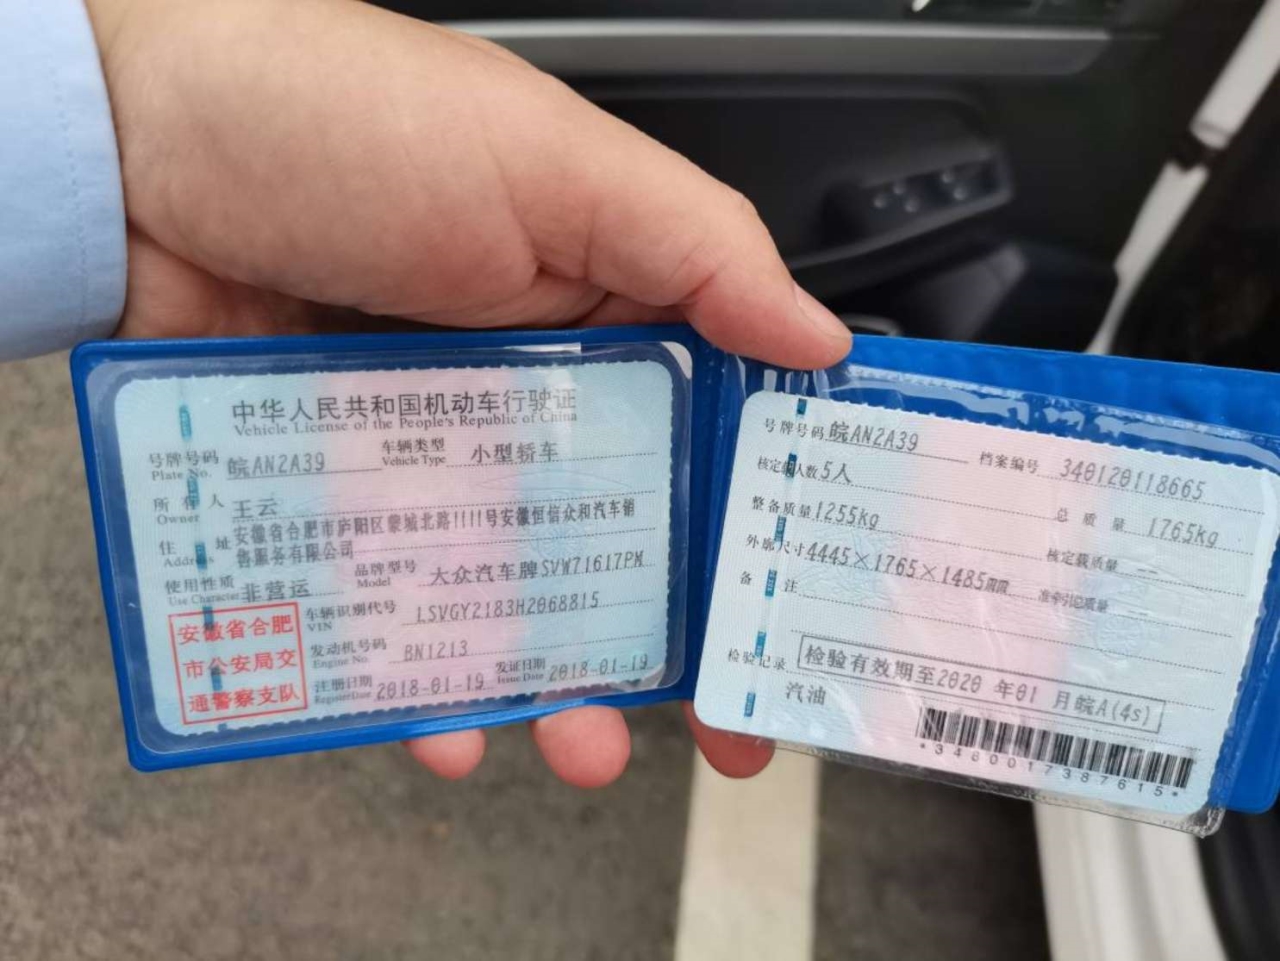 中华人民共和国机动车行驶证
Vehicle License of the People's Republic of China
号牌号码 皖AN2A39 车辆类型 小型轿车
Plate No. Vehicle Type
所有人 王云
Owner
住址 安徽省合肥市庐阳区蒙城北路1111号安徽恒信众和汽车销
Address 售服务有限公司
使用性质 非营运 品牌型号 大众汽车牌SVW71617PM
Use Character Model
车辆识别代号 LSVGY2183H2068815
VIN
发动机号码 BN1213
Engine No.
注册日期 2018-01-19 发证日期 2018-01-19
Register Date Issue Date
安徽省合肥
市公安局交
通警察支队
号牌号码 皖AN2A39 档案编号 340120118665
核定载人数 5人 总质量 1765kg
整备质量 1255kg 核定载质量 --
外廓尺寸 4445×1765×1485mm 准牵引总质量 --
备注
检验记录 检验有效期至2020年01月皖A(4s)
汽油
*3460017387615*